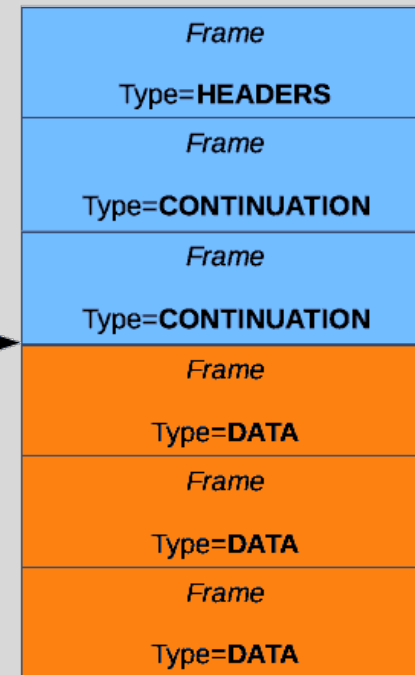 Frame
Type=HEADERS
Frame
Type=CONTINUATION
Frame
Type=CONTINUATION
Frame
Type=DATA
Frame
Type=DATA
Frame
Type=DATA